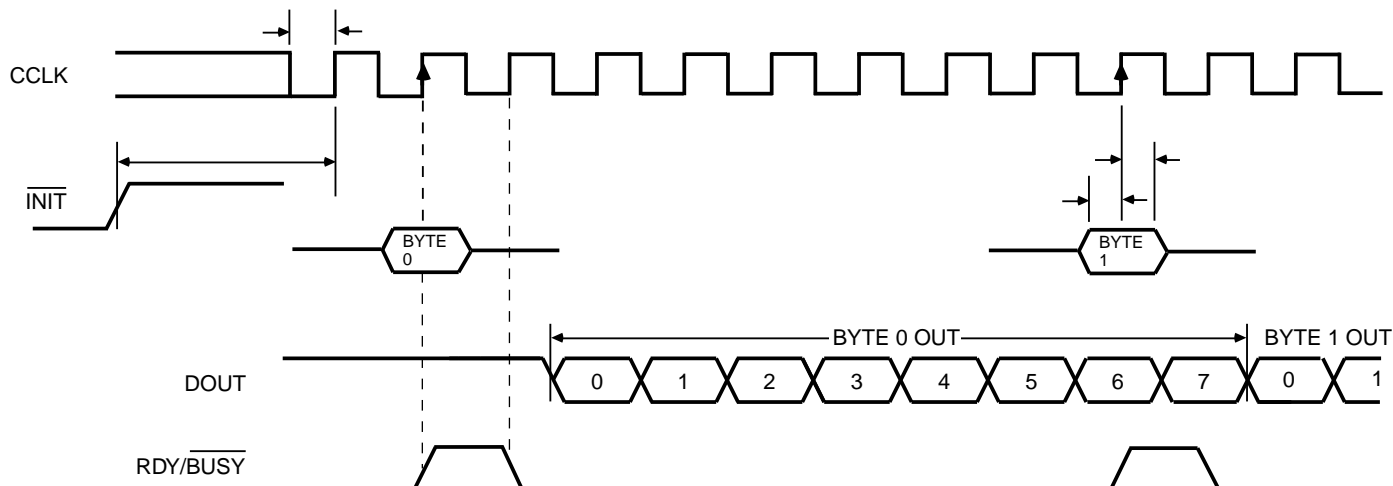 CCLK
INIT
BYTE
0
BYTE
1
BYTE 0 OUT
BYTE 1 OUT
DOUT
0 1 2 3 4 5 6 7 0 1
RDY/BUSY